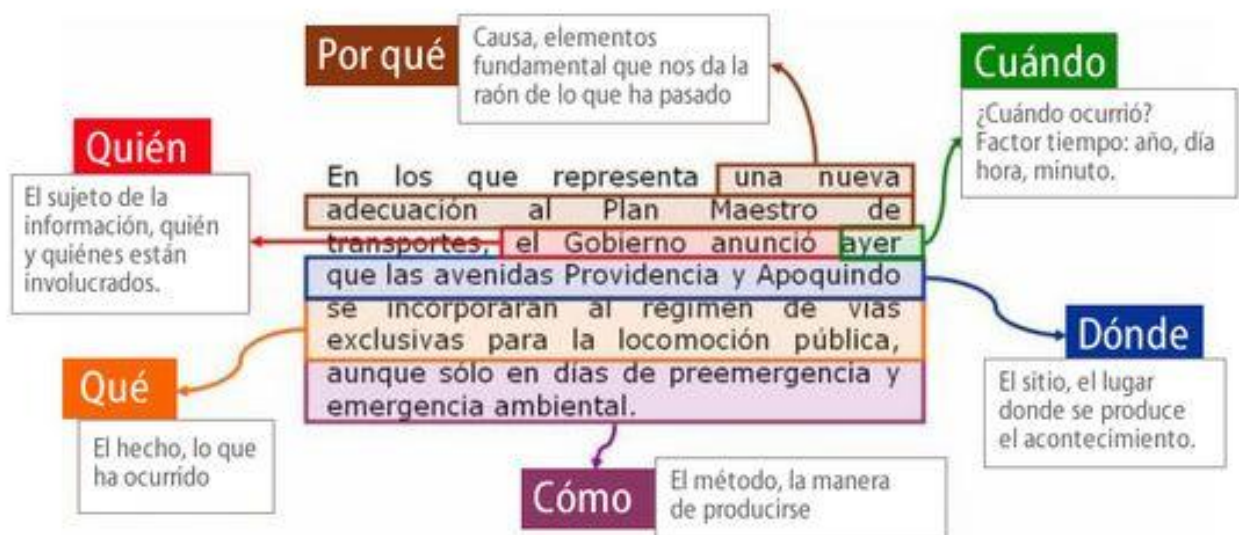 Por qué
Causa, elementos
fundamental que nos da la
raón de lo que ha pasado
Cuándo
¿Cuándo ocurrió?
Factor tiempo: año, día
hora, minuto.
Quién
El sujeto de la
información, quién
y quiénes están
involucrados.
En los que representa una nueva
adecuación al Plan Maestro de
transportes, el Gobierno anunció ayer
que las avenidas Providencia y Apoquindo
se incorporarán al régimen de vías
exclusivas para la locomoción pública,
aunque sólo en días de preemergencia y
emergencia ambiental.
Dónde
El sitio, el lugar
donde se produce
el acontecimiento.
Qué
El hecho, lo que
ha ocurrido
Cómo
El método, la manera
de producirse